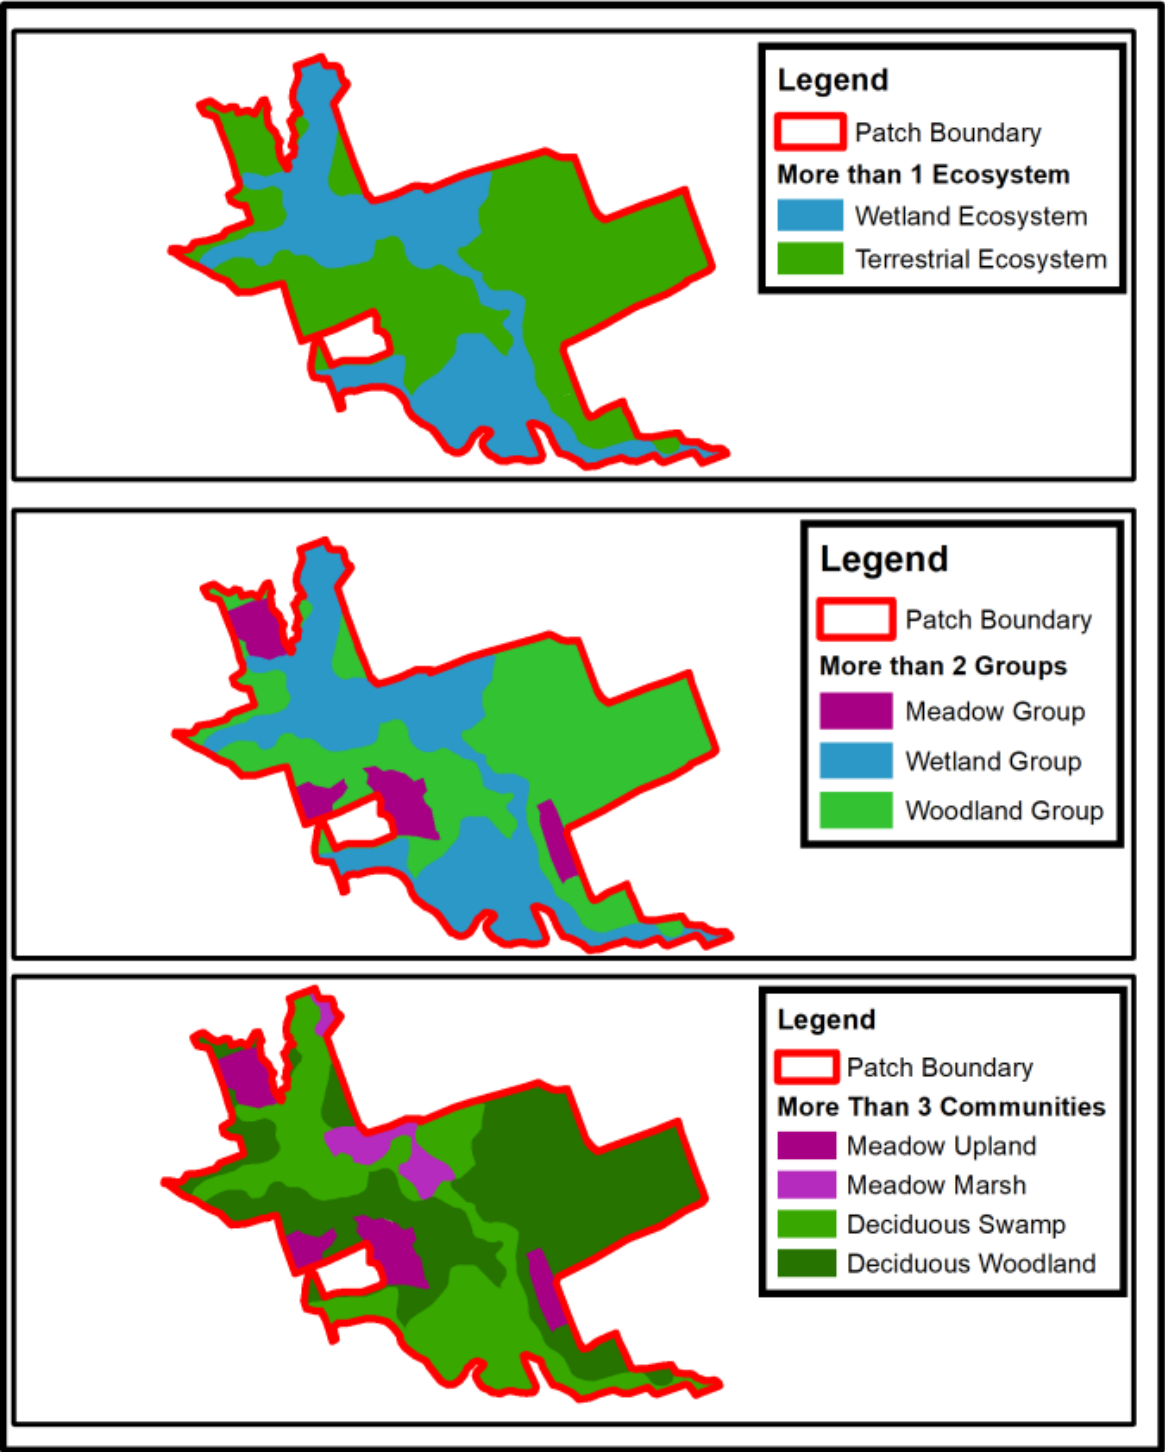 Legend
Patch Boundary
More than 1 Ecosystem
Wetland Ecosystem
Terrestrial Ecosystem
Legend
Patch Boundary
More than 2 Groups
Meadow Group
Wetland Group
Woodland Group
Legend
Patch Boundary
More Than 3 Communities
Meadow Upland
Meadow Marsh
Deciduous Swamp
Deciduous Woodland